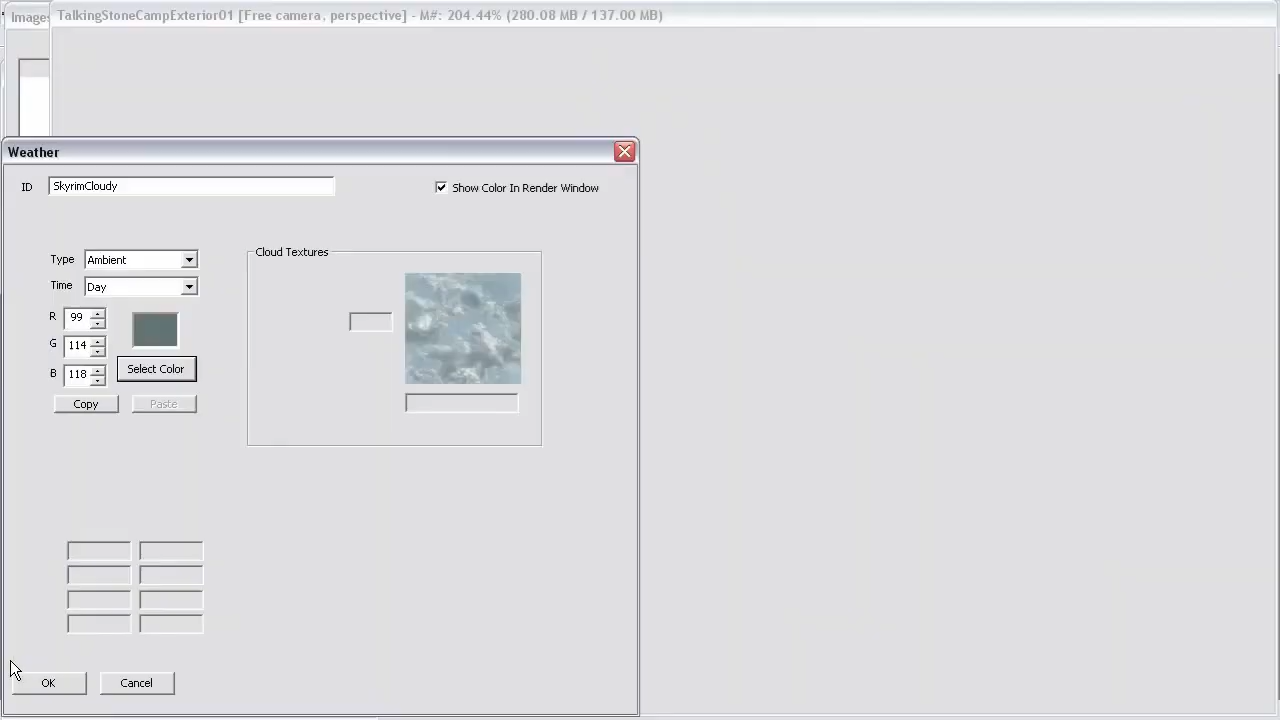 Images
TalkingStoneCampExterior01 [Free camera, perspective] - M#: 204.44% (280.08 MB / 137.00 MB)
Weather
ID
SkyrimCloudy
Show Color In Render Window
Cloud Textures
Type
Ambient
Time
Day
R
99
G
114
Select Color
B
118
Copy
Paste
OK
Cancel